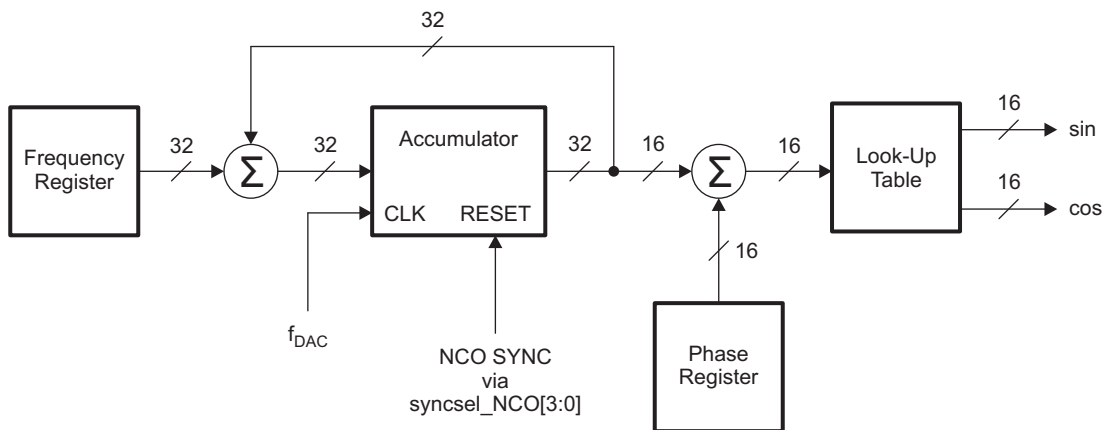 32
Frequency
Register
32
Σ
32
Accumulator
CLK
RESET
32
16
Σ
16
Look-Up
Table
16
sin
16
cos
16
f_DAC
NCO SYNC
via
syncsel_NCO[3:0]
Phase
Register